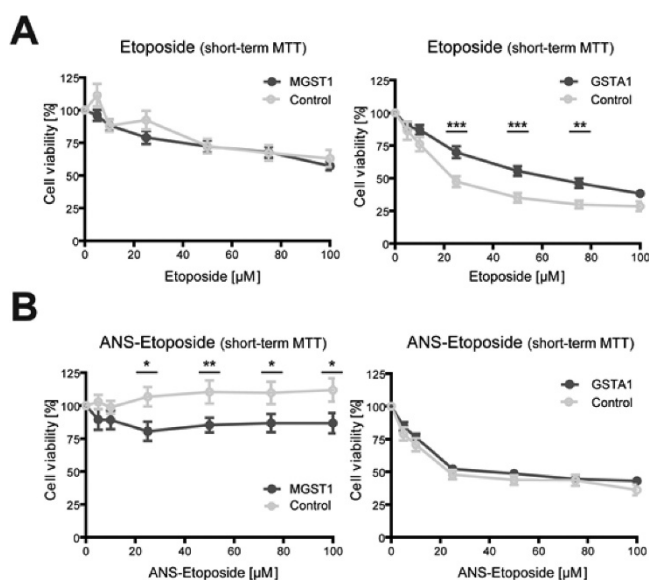 A
Etoposide (short-term MTT)
Cell viability [%]
125
100
75
50
25
0
MGST1
Control
0 20 40 60 80 100
Etoposide [µM]
Etoposide (short-term MTT)
Cell viability [%]
125
100
75
50
25
0
GSTA1
Control
*** *** **
0 20 40 60 80 100
Etoposide [µM]
B
ANS-Etoposide (short-term MTT)
Cell viability [%]
125
100
75
50
25
0
* ** * *
MGST1
Control
0 20 40 60 80 100
ANS-Etoposide [µM]
ANS-Etoposide (short-term MTT)
Cell viability [%]
125
100
75
50
25
0
GSTA1
Control
0 20 40 60 80 100
ANS-Etoposide [µM]